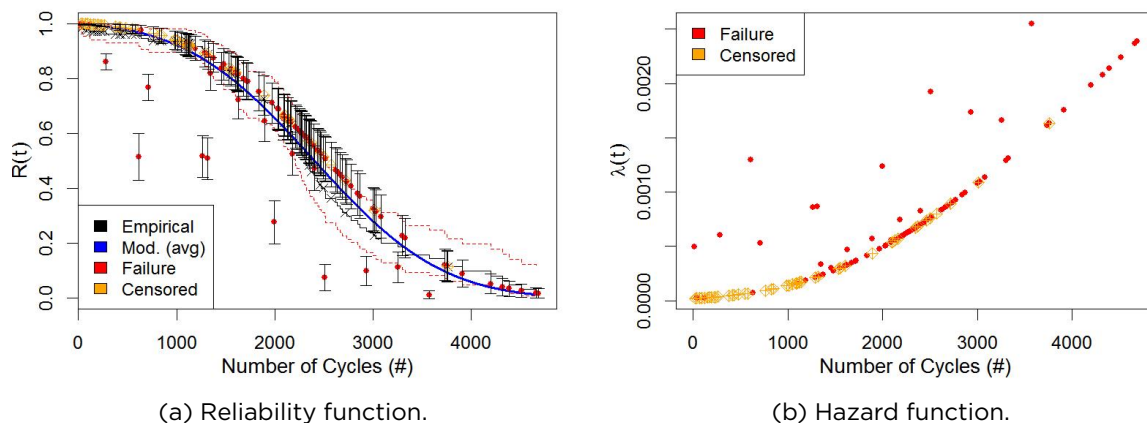 R(t)
1.0
0.8
0.6
0.4
0.2
0.0
Empirical
Mod. (avg)
Failure
Censored
0 1000 2000 3000 4000
Number of Cycles (#)
(a) Reliability function.
λ(t)
0.0020
0.0010
0.0000
Failure
Censored
0 1000 2000 3000 4000
Number of Cycles (#)
(b) Hazard function.